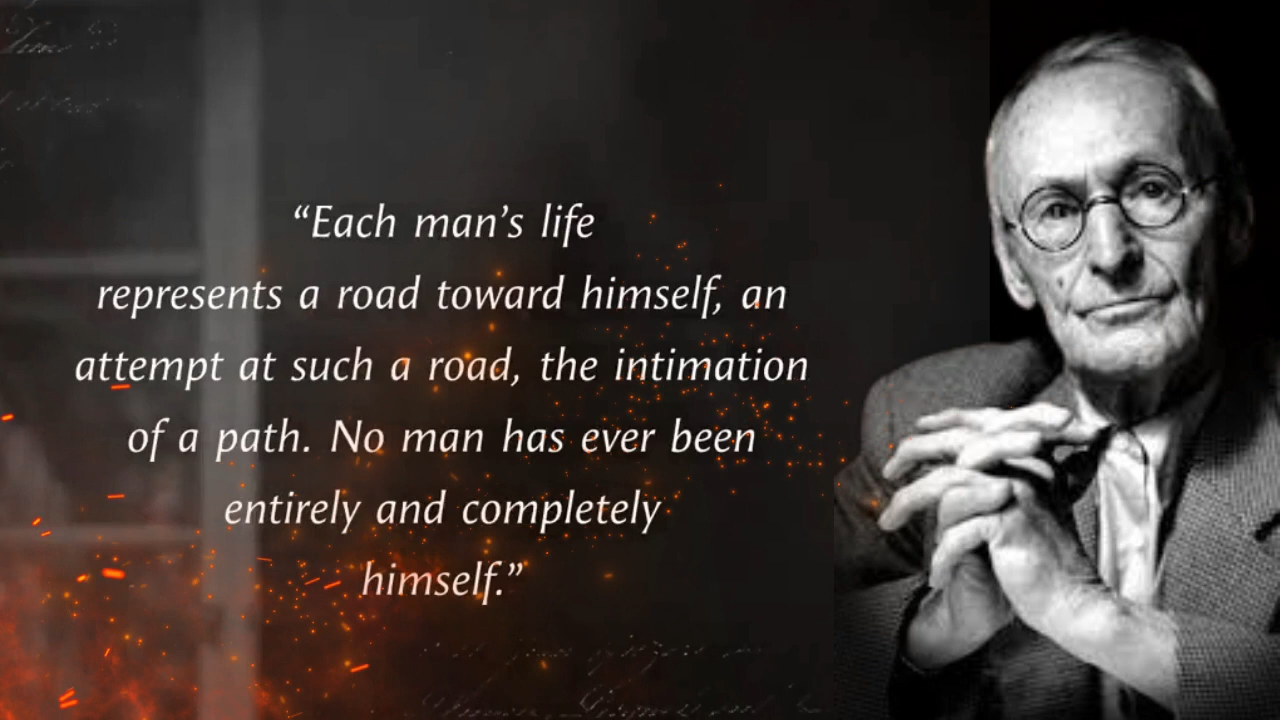 “Each man’s life
represents a road toward himself, an
attempt at such a road, the intimation
of a path. No man has ever been
entirely and completely
himself.”